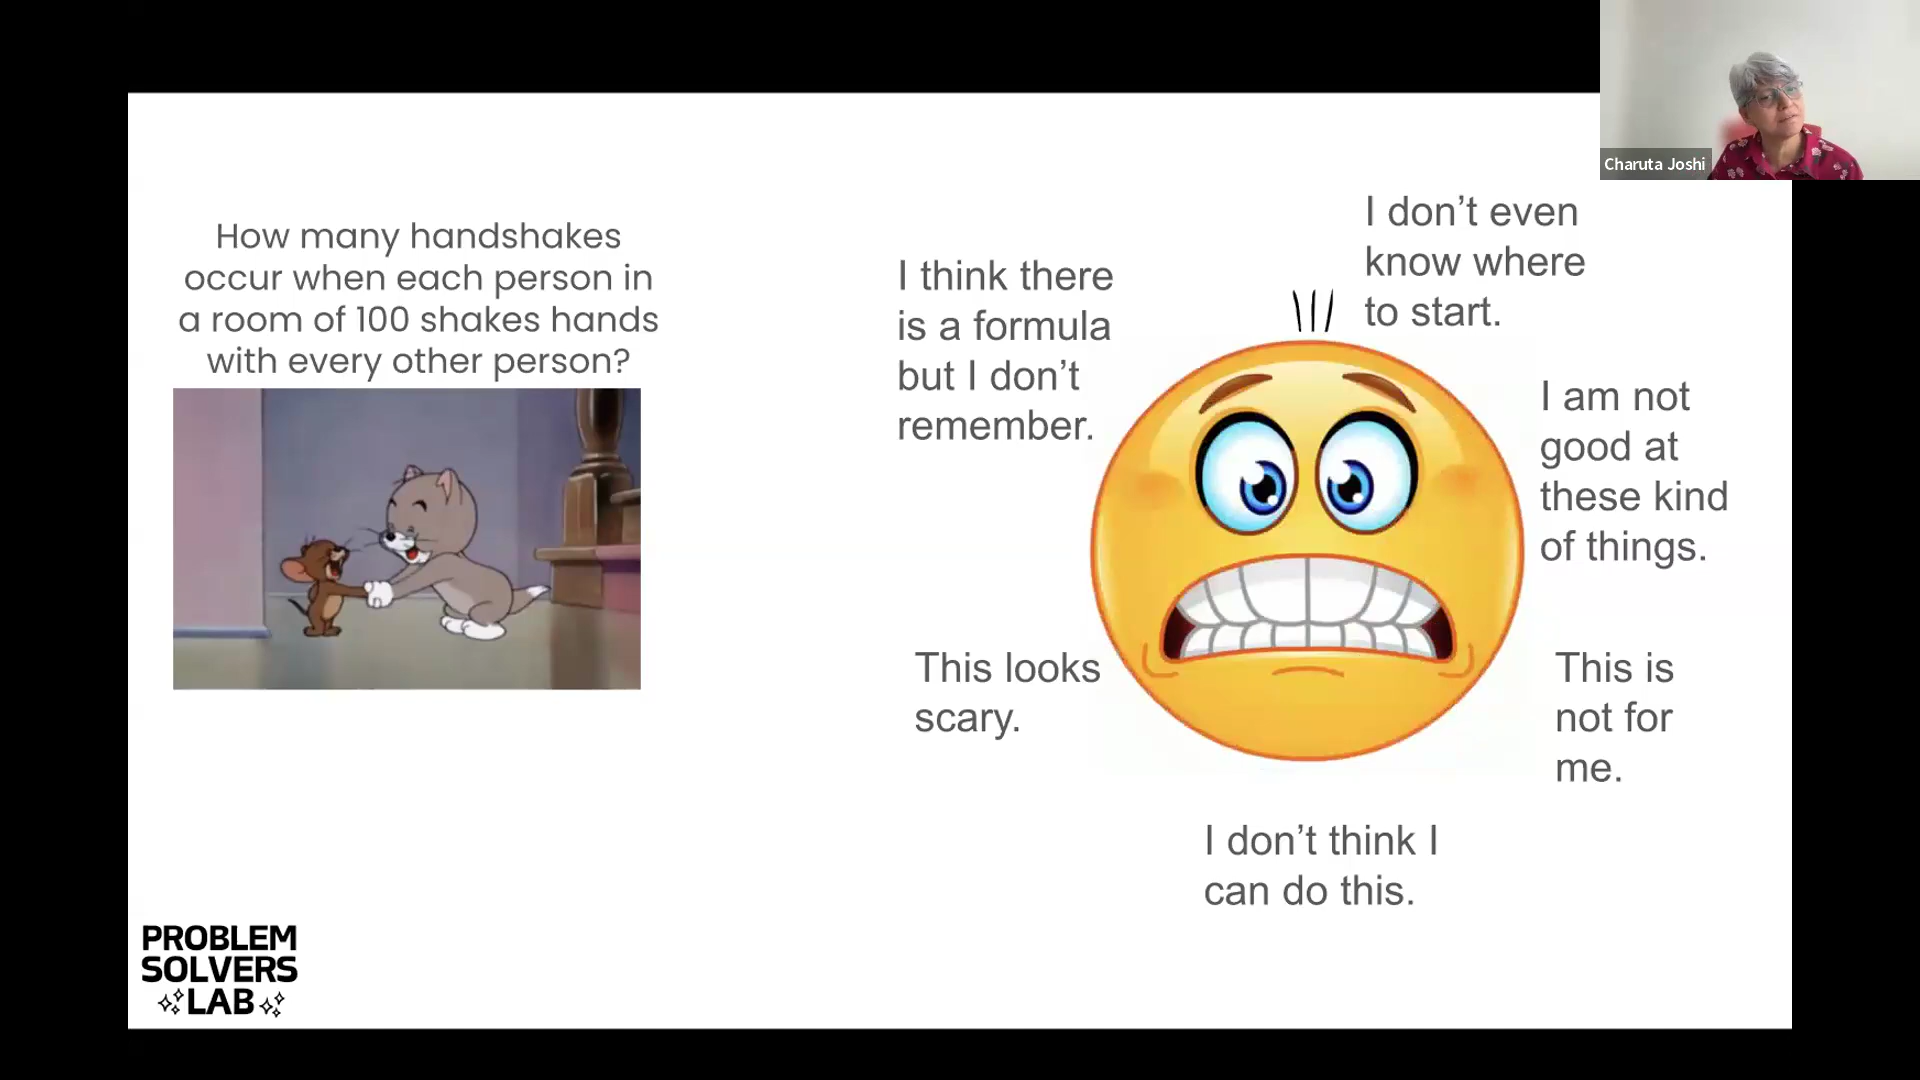 Charuta Joshi
How many handshakes
occur when each person in
a room of 100 shakes hands
with every other person?
I think there
is a formula
but I don’t
remember.
I don’t even
know where
to start.
I am not
good at
these kind
of things.
This looks
scary.
This is
not for
me.
I don’t think I
can do this.
PROBLEM
SOLVERS
LAB